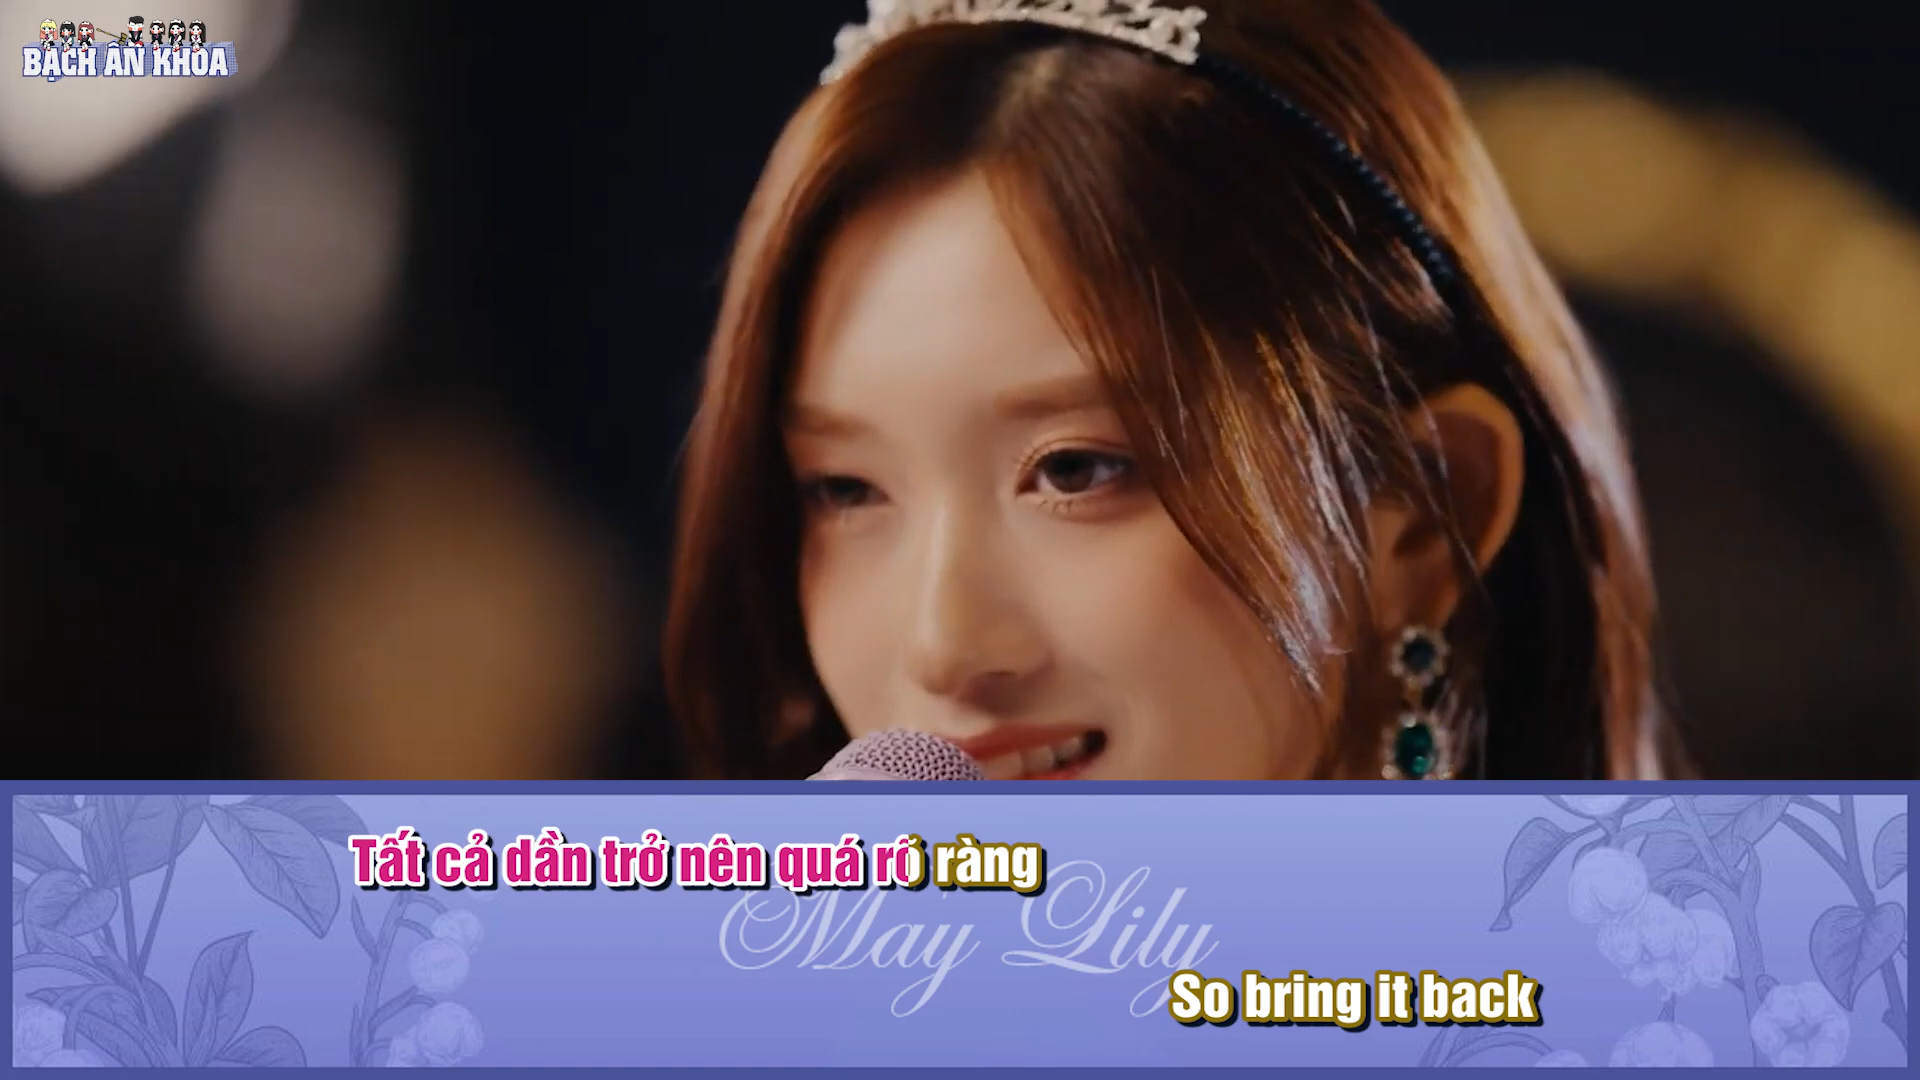 BẠCH ÂN KHOA
Tất cả dần trở nên quá rõ ràng
May Lily
So bring it back